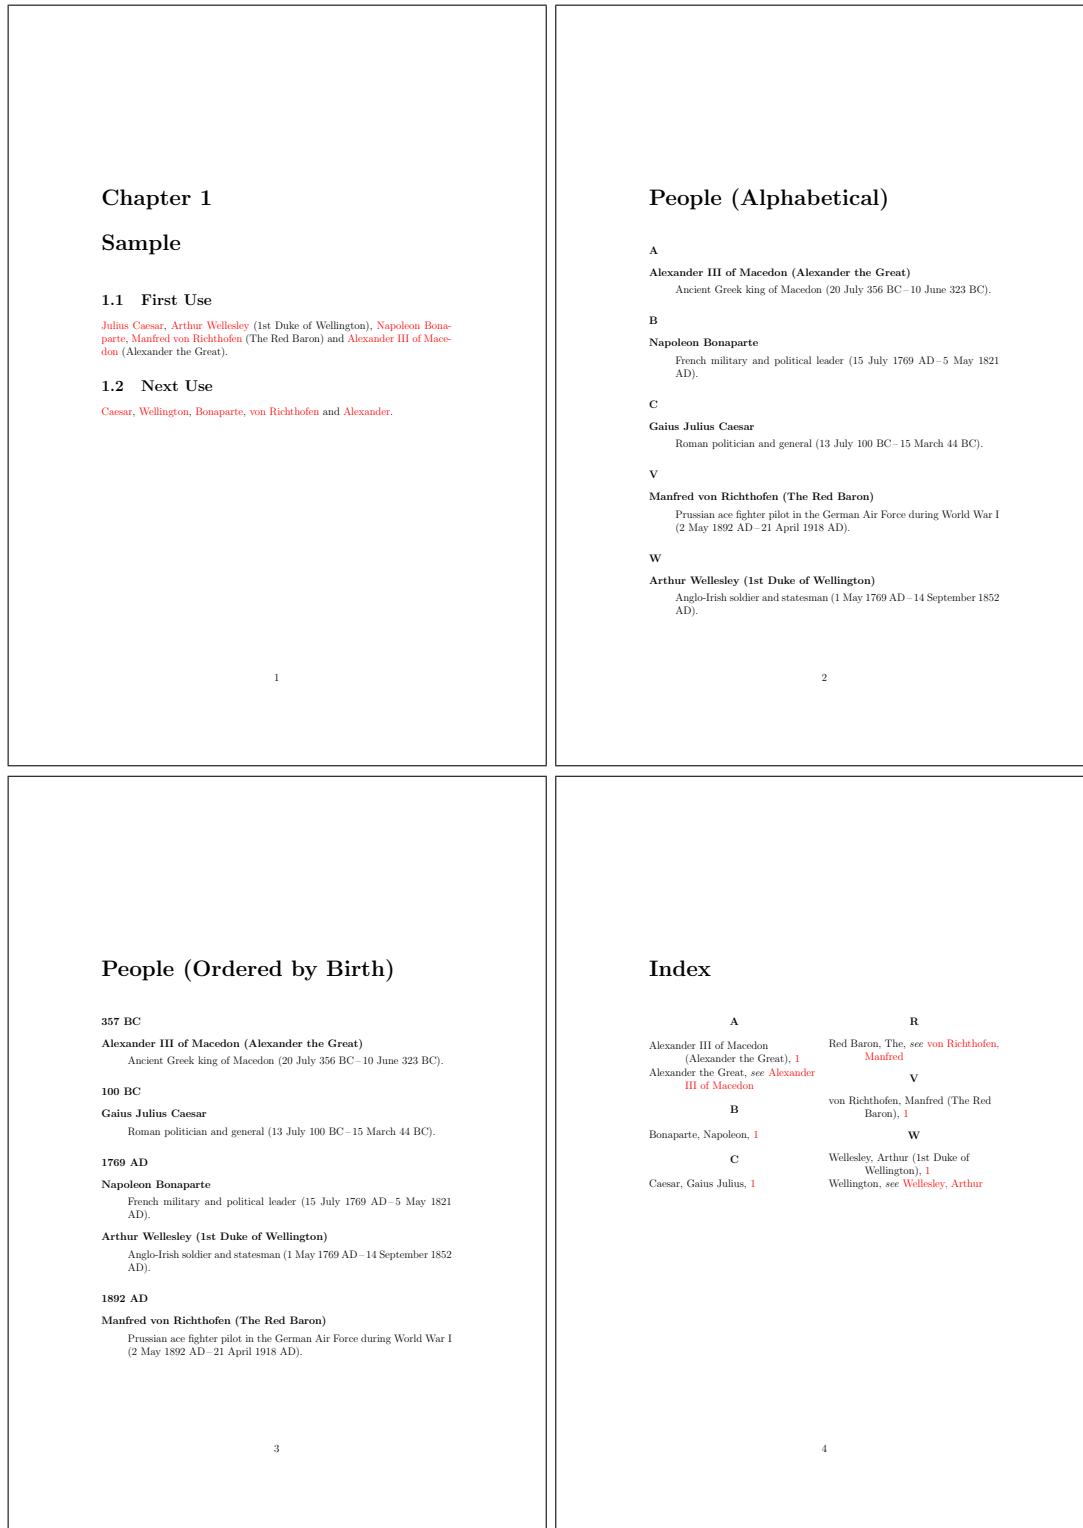 Chapter 1
Sample
1.1 First Use
Julius Caesar, Arthur Wellesley (1st Duke of Wellington), Napoleon Bona-
parte, Manfred von Richthofen (The Red Baron) and Alexander III of Mace-
don (Alexander the Great).
1.2 Next Use
Caesar, Wellington, Bonaparte, von Richthofen and Alexander.
1
People (Alphabetical)
A
Alexander III of Macedon (Alexander the Great)
Ancient Greek king of Macedon (20 July 356 BC – 10 June 323 BC).
B
Napoleon Bonaparte
French military and political leader (15 July 1769 AD – 5 May 1821
AD).
C
Gaius Julius Caesar
Roman politician and general (13 July 100 BC – 15 March 44 BC).
V
Manfred von Richthofen (The Red Baron)
Prussian ace fighter pilot in the German Air Force during World War I
(2 May 1892 AD – 21 April 1918 AD).
W
Arthur Wellesley (1st Duke of Wellington)
Anglo-Irish soldier and statesman (1 May 1769 AD – 14 September 1852
AD).
2
People (Ordered by Birth)
357 BC
Alexander III of Macedon (Alexander the Great)
Ancient Greek king of Macedon (20 July 356 BC – 10 June 323 BC).
100 BC
Gaius Julius Caesar
Roman politician and general (13 July 100 BC – 15 March 44 BC).
1769 AD
Napoleon Bonaparte
French military and political leader (15 July 1769 AD – 5 May 1821
AD).
Arthur Wellesley (1st Duke of Wellington)
Anglo-Irish soldier and statesman (1 May 1769 AD – 14 September 1852
AD).
1892 AD
Manfred von Richthofen (The Red Baron)
Prussian ace fighter pilot in the German Air Force during World War I
(2 May 1892 AD – 21 April 1918 AD).
3
Index
A
Alexander III of Macedon
(Alexander the Great), 1
Alexander the Great, see Alexander
III of Macedon
B
Bonaparte, Napoleon, 1
C
Caesar, Gaius Julius, 1
R
Red Baron, The, see von Richthofen,
Manfred
V
von Richthofen, Manfred (The Red
Baron), 1
W
Wellesley, Arthur (1st Duke of
Wellington), 1
Wellington, see Wellesley, Arthur
4